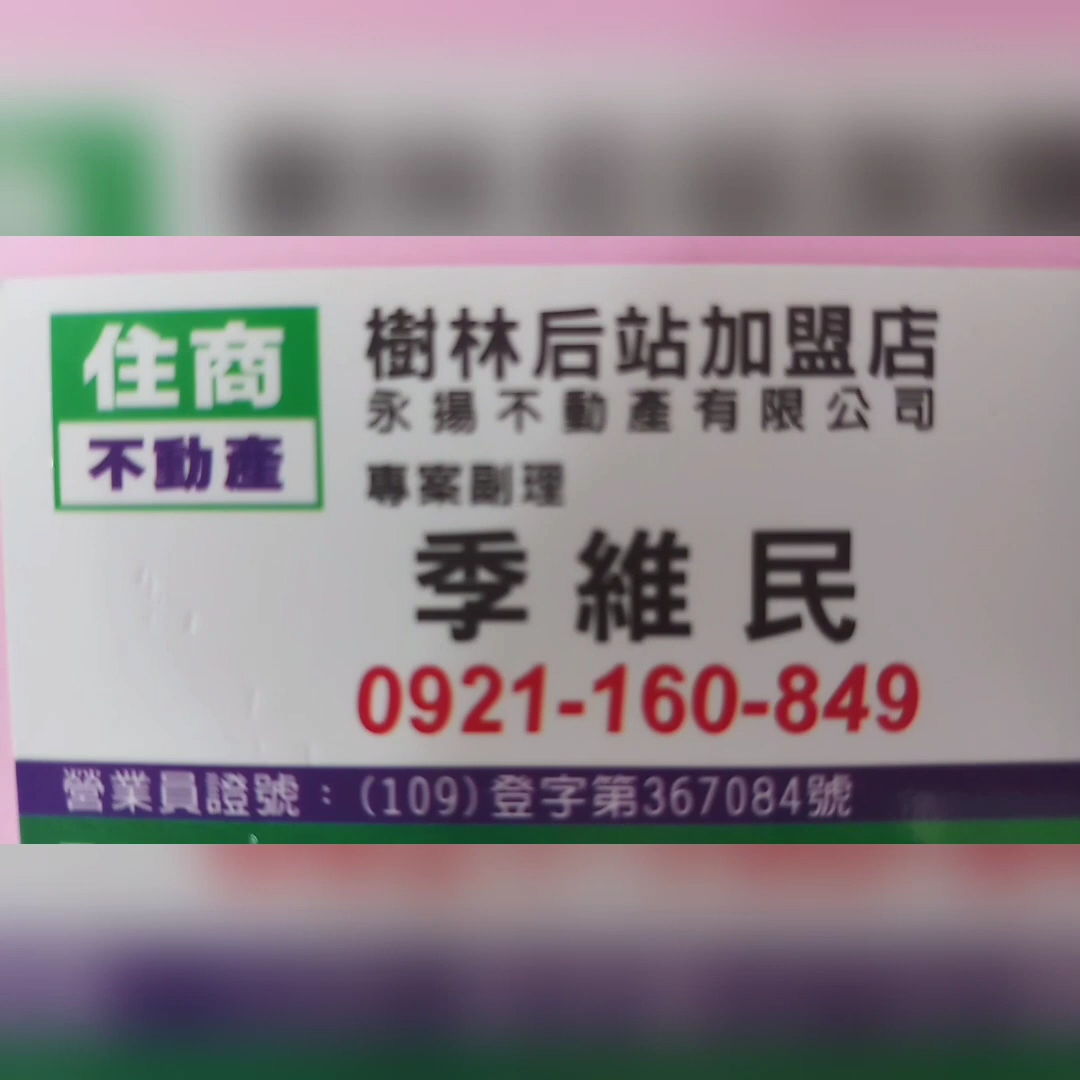 住商
不動產
樹林后站加盟店
永揚不動產有限公司
專案副理
季維民
0921-160-849
營業員證號：(109)登字第367084號